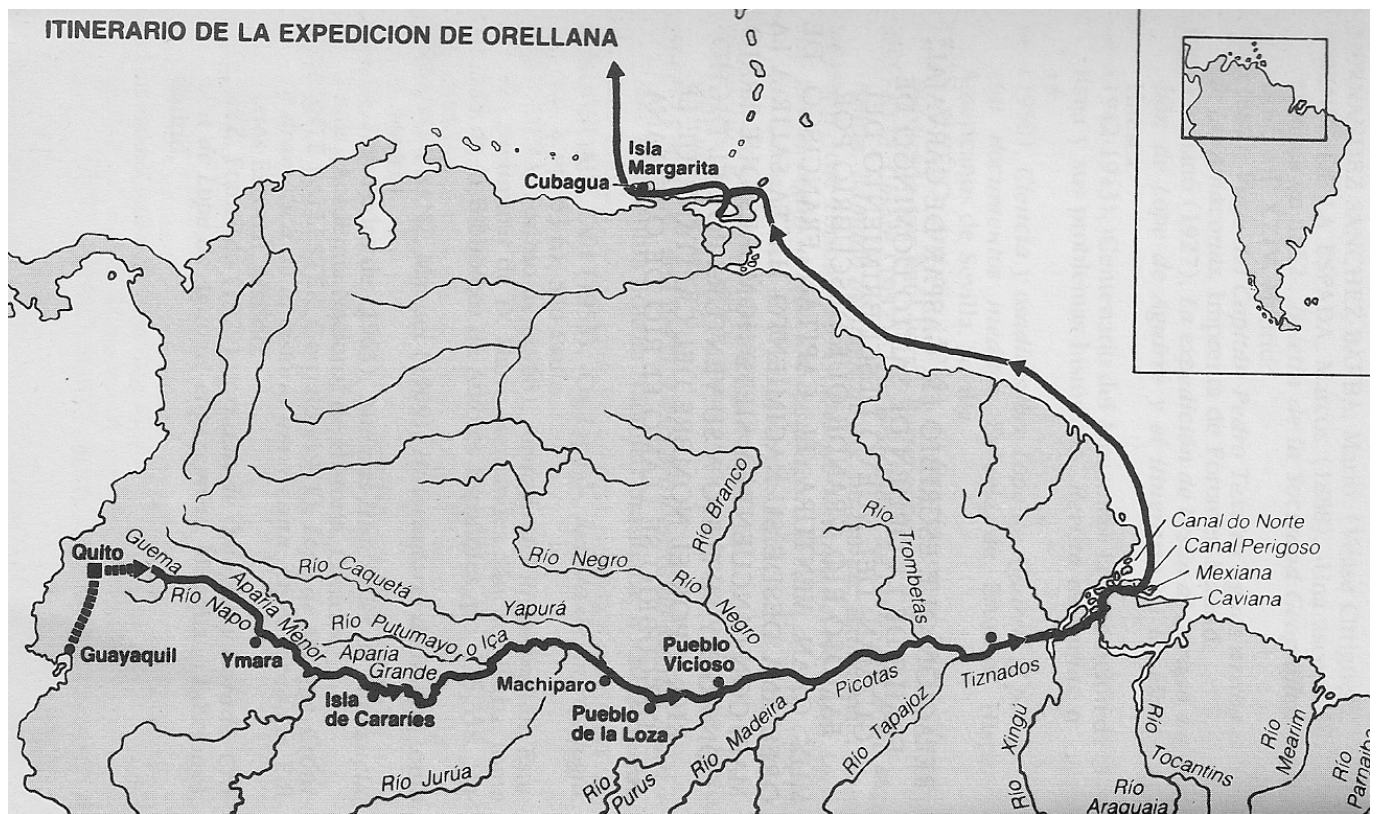 ITINERARIO DE LA EXPEDICION DE ORELLANA
Isla
Margarita
Cubagua
Quito
Guayaquil
Guema
Río Napo
Aparia Menor
Ymara
Río Caquetá
Yapurá
Río Putumayo o Iça
Aparia
Grande
Isla
de Cararíes
Machiparo
Pueblo
de la Loza
Pueblo
Vicioso
Río Negro
Río Branco
Río
Negro
Río
Trombetas
Picotas
Tiznados
Canal do Norte
Canal Perigoso
Mexiana
Caviana
Río Jurúa
Río
Purus
Río Madeira
Río Tapajoz
Río
Xingú
Río
Tocantins
Río
Araguaia
Río
Mearim
Río
Parnaiba